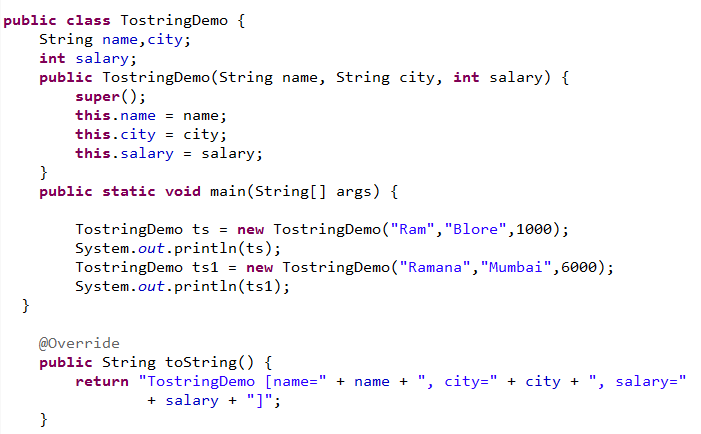 public class TostringDemo {
String name,city;
int salary;
public TostringDemo(String name, String city, int salary) {
super();
this.name = name;
this.city = city;
this.salary = salary;
}
public static void main(String[] args) {
TostringDemo ts = new TostringDemo("Ram","Blore",1000);
System.out.println(ts);
TostringDemo ts1 = new TostringDemo("Ramana","Mumbai",6000);
System.out.println(ts1);
}
@Override
public String toString() {
return "TostringDemo [name=" + name + ", city=" + city + ", salary="
+ salary + "]";
}